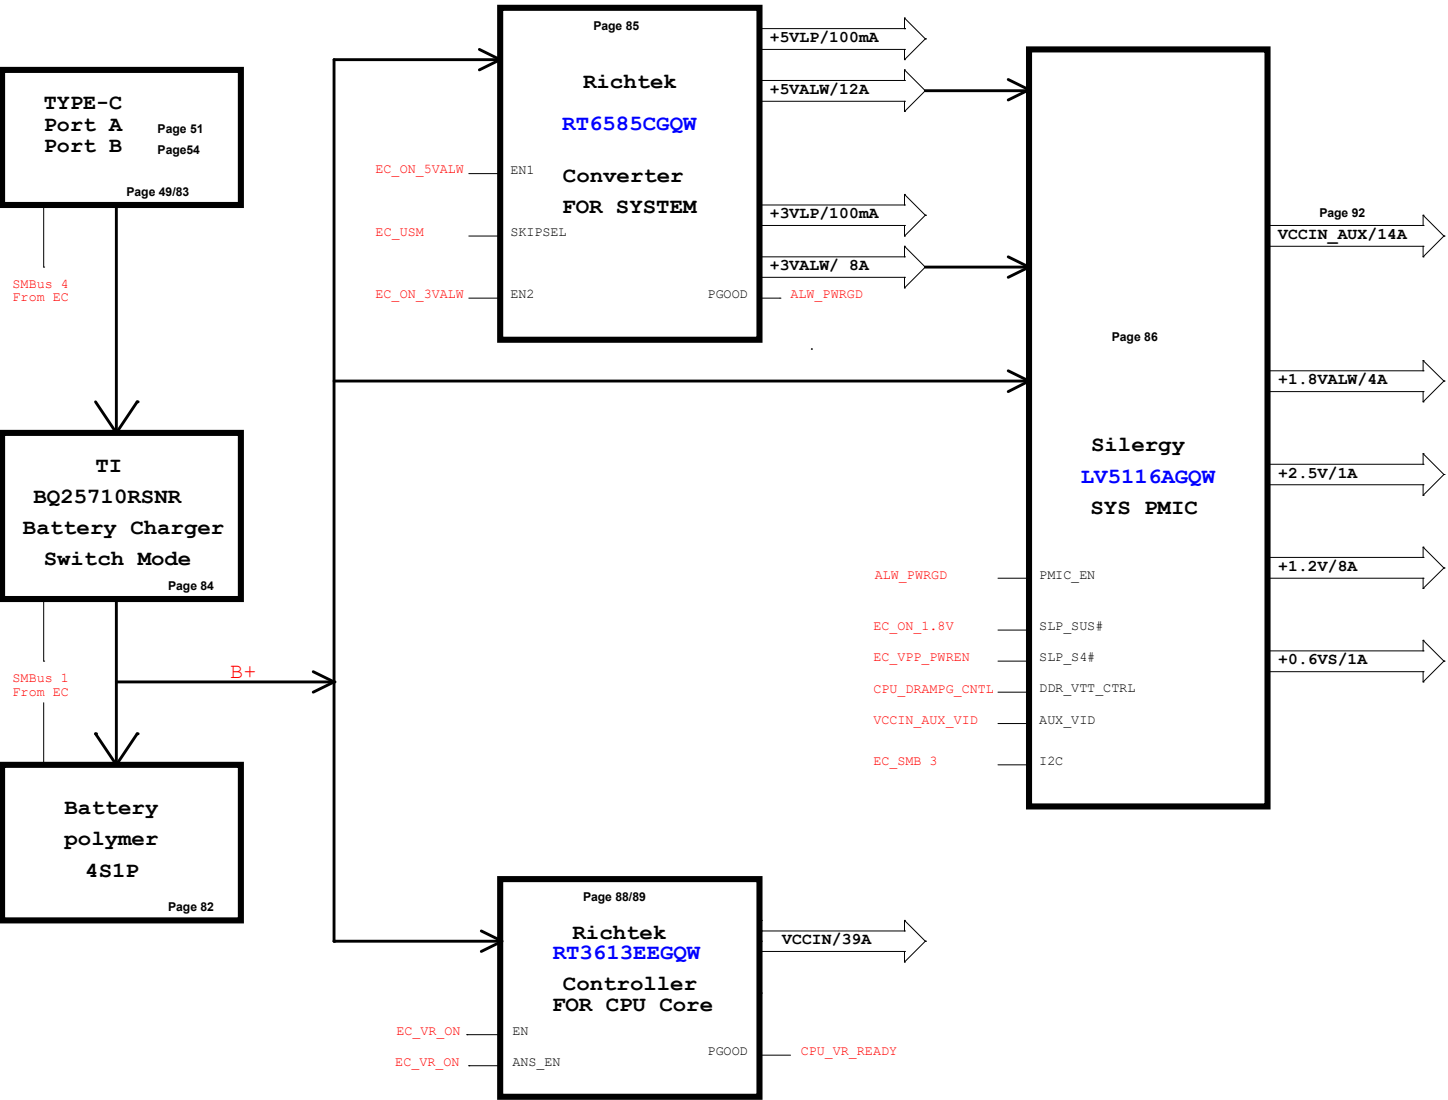 TYPE-C
Port A Page 51
Port B Page54
Page 49/83
SMBus 4
From EC
TI
BQ25710RSNR
Battery Charger
Switch Mode
Page 84
SMBus 1
From EC
B+
Battery
polymer
4S1P
Page 82
Page 85
Richtek
RT6585CGQW
Converter
FOR SYSTEM
EC_ON_5VALW EN1
EC_USM SKIPSEL
EC_ON_3VALW EN2
PGOOD ALW_PWRGD
+5VLP/100mA
+5VALW/12A
+3VLP/100mA
+3VALW/ 8A
Page 86
Silergy
LV5116AGQW
SYS PMIC
ALW_PWRGD PMIC_EN
EC_ON_1.8V SLP_SUS#
EC_VPP_PWREN SLP_S4#
CPU_DRAMPG_CNTL DDR_VTT_CTRL
VCCIN_AUX_VID AUX_VID
EC_SMB 3 I2C
Page 92
VCCIN_AUX/14A
+1.8VALW/4A
+2.5V/1A
+1.2V/8A
+0.6VS/1A
Page 88/89
Richtek
RT3613EEGQW
Controller
FOR CPU Core
EC_VR_ON EN
EC_VR_ON ANS_EN
PGOOD CPU_VR_READY
VCCIN/39A